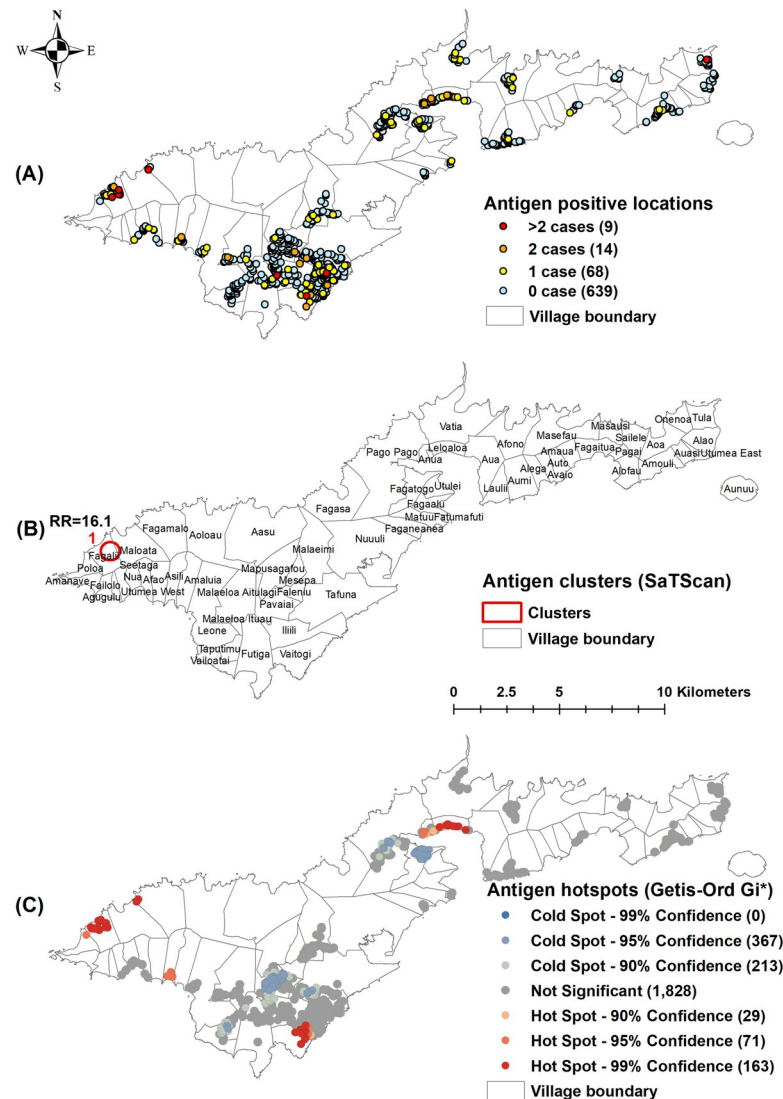 N
W
E
S
(A)
Antigen positive locations
>2 cases (9)
2 cases (14)
1 case (68)
0 case (639)
Village boundary
Onenoa Tula
Vatia
Masausi
Sailele
Afono
Masefau
Aoa
Alao
Pago Pago
Leloaloa
Fagaitua
Pagai
Anua
Aua
Amaua
Auasi Utumea East
Auto
Amouli
Alega
Alofau
Fagatogo
Utulei
Aumi
Avaio
Laulii
Aunuu
Fagasa
Fagaalu
(B)
RR=16.1
1
Fagamalo
Matuu Fatumafuti
Aoloau
Aasu
Faganeanea
Nuuuli
Fagalii
Maloata
Malaeimi
Poloa
Seetaga
Mapusagafou
Amanave
Nua
Afao
Asili
Mesepa
Failolo
Amaluia
Agugulu
Utumea West
Malaeloa
Aitulagi
Faleniu
Tafuna
Pavaiai
Malaeloa Ituau
Leone
Iliili
Taputimu
Futiga
Vaitogi
Vailoatai
Antigen clusters (SaTScan)
Clusters
Village boundary
0
2.5
5
10 Kilometers
(C)
Antigen hotspots (Getis-Ord Gi*)
Cold Spot - 99% Confidence (0)
Cold Spot - 95% Confidence (367)
Cold Spot - 90% Confidence (213)
Not Significant (1,828)
Hot Spot - 90% Confidence (29)
Hot Spot - 95% Confidence (71)
Hot Spot - 99% Confidence (163)
Village boundary